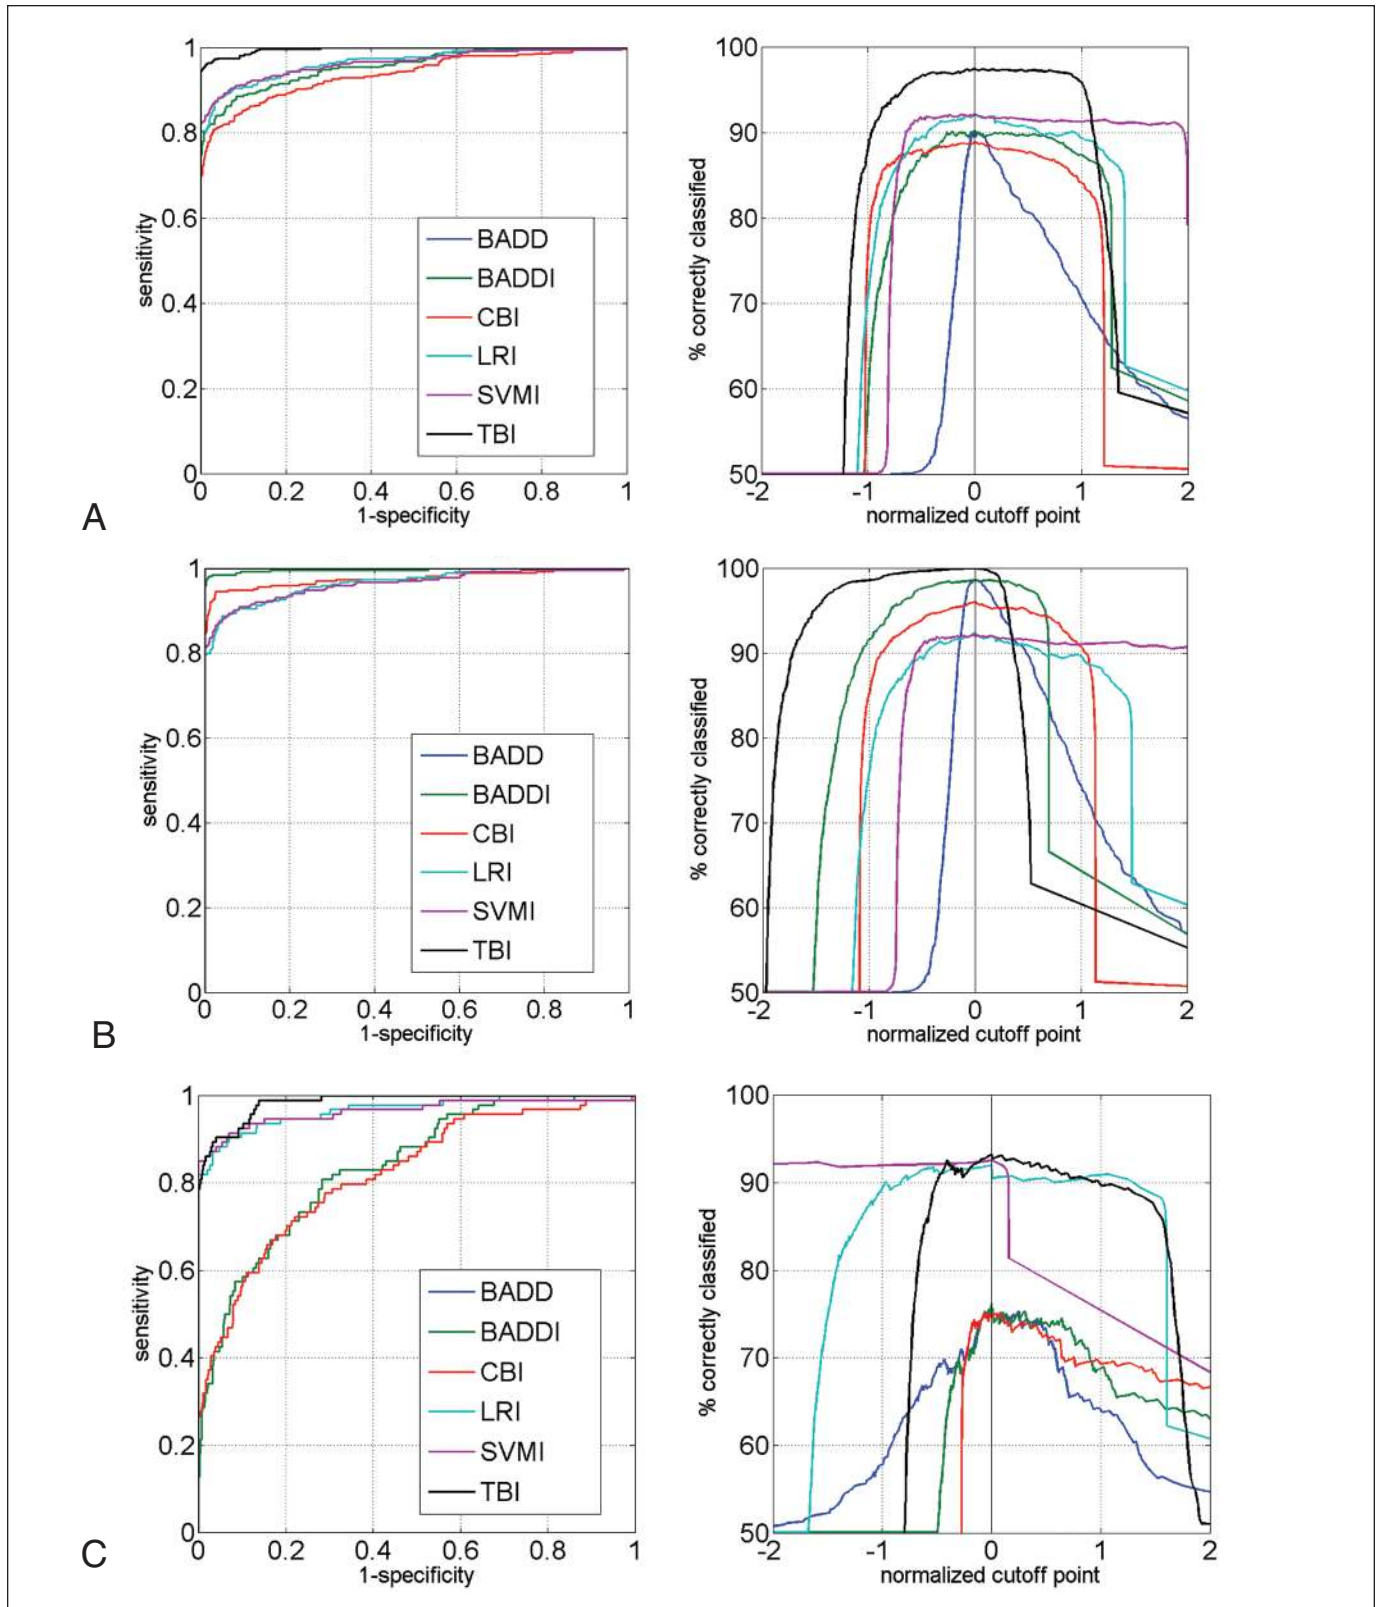 1
0.8
0.6
0.4
0.2
0
0 0.2 0.4 0.6 0.8 1
sensitivity
1-specificity
BADD
BADDI
CBI
LRI
SVMI
TBI
100
90
80
70
60
50
-2 -1 0 1 2
% correctly classified
normalized cutoff point
A
1
0.8
0.6
0.4
0.2
0
0 0.2 0.4 0.6 0.8 1
sensitivity
1-specificity
BADD
BADDI
CBI
LRI
SVMI
TBI
100
90
80
70
60
50
-2 -1 0 1 2
% correctly classified
normalized cutoff point
B
1
0.8
0.6
0.4
0.2
0
0 0.2 0.4 0.6 0.8 1
sensitivity
1-specificity
BADD
BADDI
CBI
LRI
SVMI
TBI
100
90
80
70
60
50
-2 -1 0 1 2
% correctly classified
normalized cutoff point
C